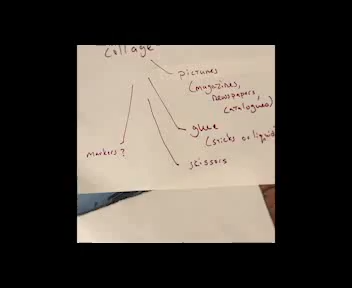 collage
pictures
(magazines,
newspapers,
catalogues)
glue
(sticks or liquid)
markers?
scissors